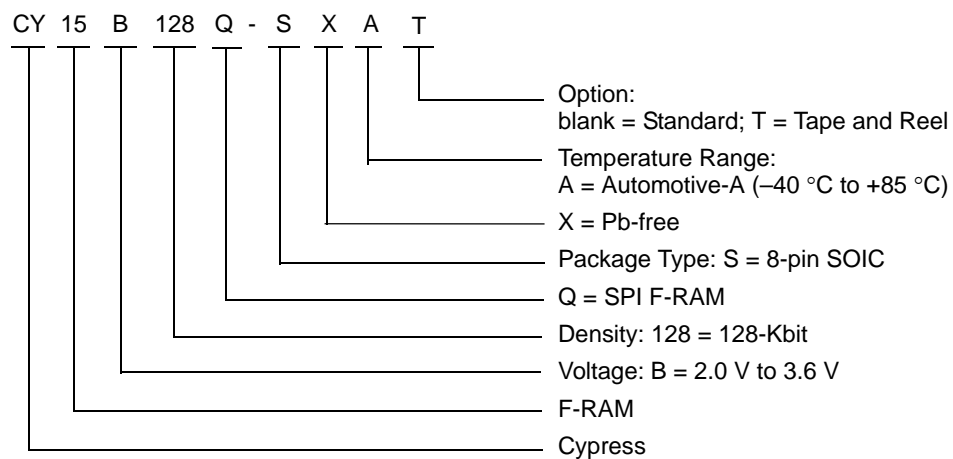 CY 15 B 128 Q - S X A T
Option:
blank = Standard; T = Tape and Reel
Temperature Range:
A = Automotive-A (–40 °C to +85 °C)
X = Pb-free
Package Type: S = 8-pin SOIC
Q = SPI F-RAM
Density: 128 = 128-Kbit
Voltage: B = 2.0 V to 3.6 V
F-RAM
Cypress